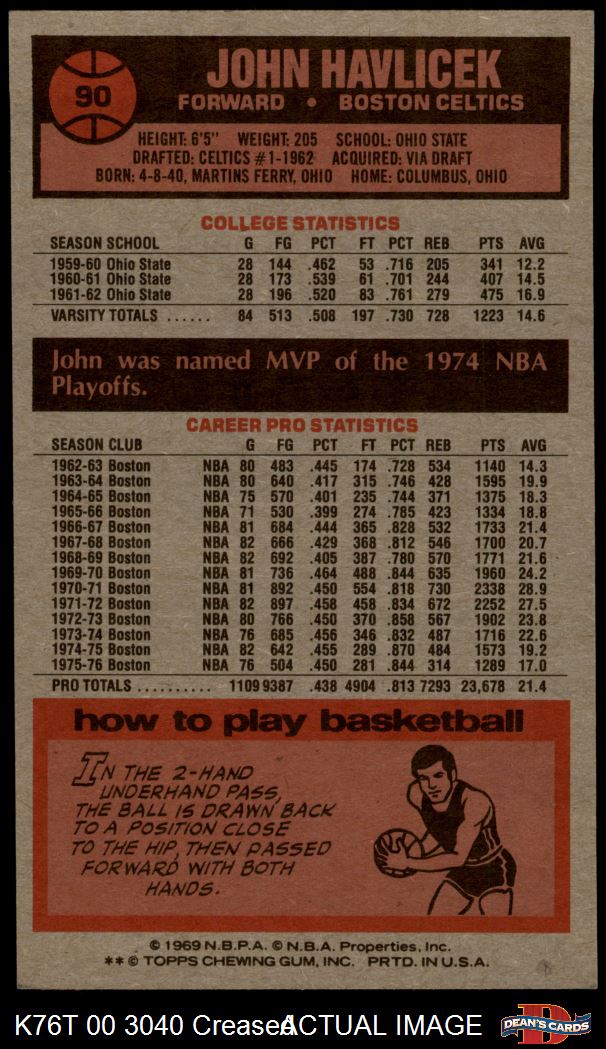 90
JOHN HAVLICEK
FORWARD • BOSTON CELTICS
HEIGHT: 6'5" WEIGHT: 205 SCHOOL: OHIO STATE
DRAFTED: CELTICS #1-1962 ACQUIRED: VIA DRAFT
BORN: 4-8-40, MARTINS FERRY, OHIO HOME: COLUMBUS, OHIO
COLLEGE STATISTICS
SEASON SCHOOL G FG PCT FT PCT REB PTS AVG
1959-60 Ohio State 28 144 .462 53 .716 205 341 12.2
1960-61 Ohio State 28 173 .539 61 .701 244 407 14.5
1961-62 Ohio State 28 196 .520 83 .761 279 475 16.9
VARSITY TOTALS ...... 84 513 .508 197 .730 728 1223 14.6
John was named MVP of the 1974 NBA
Playoffs.
CAREER PRO STATISTICS
SEASON CLUB G FG PCT FT PCT REB PTS AVG
1962-63 Boston NBA 80 483 .445 174 .728 534 1140 14.3
1963-64 Boston NBA 80 640 .417 315 .746 428 1595 19.9
1964-65 Boston NBA 75 570 .401 235 .744 371 1375 18.3
1965-66 Boston NBA 71 530 .399 274 .785 423 1334 18.8
1966-67 Boston NBA 81 684 .444 365 .828 532 1733 21.4
1967-68 Boston NBA 82 666 .429 368 .812 546 1700 20.7
1968-69 Boston NBA 82 692 .405 387 .780 570 1771 21.6
1969-70 Boston NBA 81 736 .464 488 .844 635 1960 24.2
1970-71 Boston NBA 81 892 .450 554 .818 730 2338 28.9
1971-72 Boston NBA 82 897 .458 458 .834 672 2252 27.5
1972-73 Boston NBA 80 766 .450 370 .858 567 1902 23.8
1973-74 Boston NBA 76 685 .456 346 .832 487 1716 22.6
1974-75 Boston NBA 82 642 .455 289 .870 484 1573 19.2
1975-76 Boston NBA 76 504 .450 281 .844 314 1289 17.0
PRO TOTALS .......... 1109 9387 .438 4904 .813 7293 23,678 21.4
how to play basketball
IN THE 2-HAND
UNDERHAND PASS,
THE BALL IS DRAWN BACK
TO A POSITION CLOSE
TO THE HIP, THEN PASSED
FORWARD WITH BOTH
HANDS.
© 1969 N.B.P.A. © N.B.A. Properties, Inc.
** © TOPPS CHEWING GUM, INC. PRTD. IN U.S.A.
K76T 00 3040 Creased ACTUAL IMAGE
D
DEAN'S CARDS